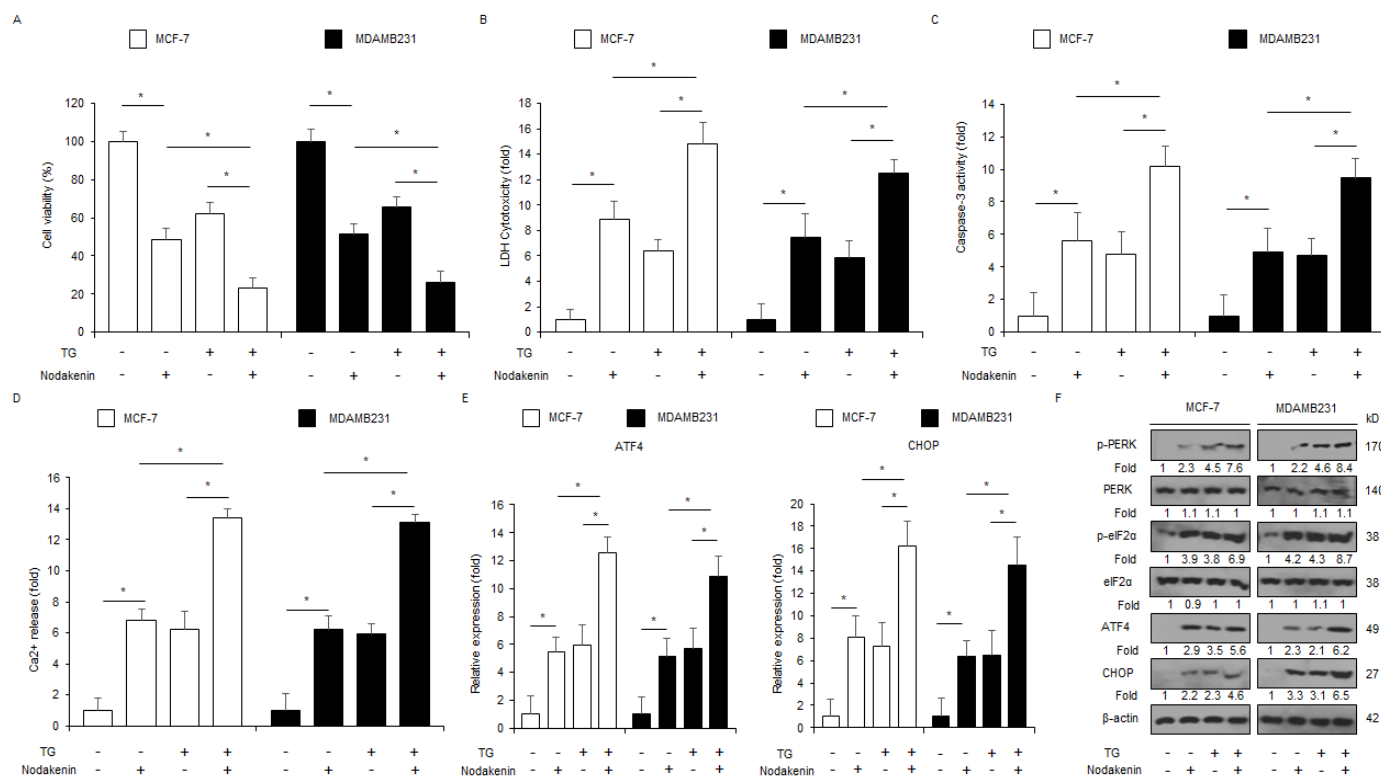 A
MCF-7 MDAMB231
* * * * * *
Cell viability (%)
120
100
80
60
40
20
0
TG - - + + - - + +
Nodakenin - + - + - + - +
B
MCF-7 MDAMB231
* * * * * *
LDH Cytotoxicity (fold)
18
16
14
12
10
8
6
4
2
0
TG - - + + - - + +
Nodakenin - + - + - + - +
C
MCF-7 MDAMB231
* * * * * *
Caspase-3 activity (fold)
14
12
10
8
6
4
2
0
TG - - + + - - + +
Nodakenin - + - + - + - +
D
MCF-7 MDAMB231
* * * * * *
Ca2+ release (fold)
16
14
12
10
8
6
4
2
0
TG - - + + - - + +
Nodakenin - + - + - + - +
E
MCF-7 MDAMB231
ATF4
* * * * * *
Relative expression (fold)
16
14
12
10
8
6
4
2
0
TG - - + + - - + +
Nodakenin - + - + - + - +
MCF-7 MDAMB231
CHOP
* * * * * *
Relative expression (fold)
20
18
16
14
12
10
8
6
4
2
0
- - + + - - + +
- + - + - + - +
F
MCF-7 MDAMB231 kD
p-PERK 170
Fold 1 2.3 4.5 7.6 1 2.2 4.6 8.4
PERK 140
Fold 1 1.1 1.1 1 1 1 1.1 1.1
p-eIF2α 38
Fold 1 3.9 3.8 6.9 1 4.2 4.3 8.7
eIF2α 38
Fold 1 0.9 1 1 1 1 1.1 1
ATF4 49
Fold 1 2.9 3.5 5.6 1 2.3 2.1 6.2
CHOP 27
Fold 1 2.2 2.3 4.6 1 3.3 3.1 6.5
β-actin 42
TG - - + + - - + +
Nodakenin - + - + - + - +